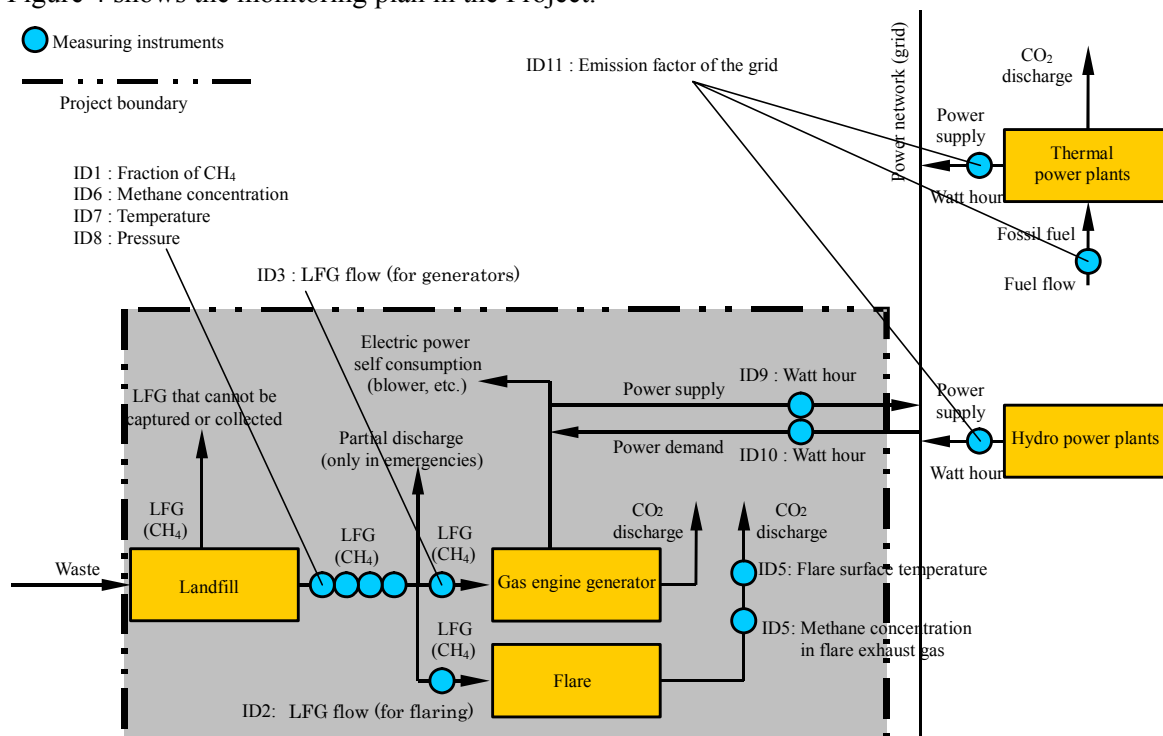 Figure 4 shows the monitoring plan in the Project.
Measuring instruments
Project boundary
ID11 : Emission factor of the grid
Power network (grid)
CO2
discharge
Power
supply
Thermal
power plants
Watt hour
Fossil fuel
Fuel flow
ID1 : Fraction of CH4
ID6 : Methane concentration
ID7 : Temperature
ID8 : Pressure
ID3 : LFG flow (for generators)
Electric power
self consumption
(blower, etc.)
LFG that cannot be
captured or collected
Partial discharge
(only in emergencies)
Power supply
ID9 : Watt hour
Power demand
ID10 : Watt hour
Power
supply
Hydro power plants
Watt hour
LFG
(CH4)
LFG
(CH4)
LFG
(CH4)
CO2
discharge
CO2
discharge
Waste
Landfill
Gas engine generator
ID5: Flare surface temperature
LFG
(CH4)
ID5: Methane concentration
in flare exhaust gas
Flare
ID2: LFG flow (for flaring)